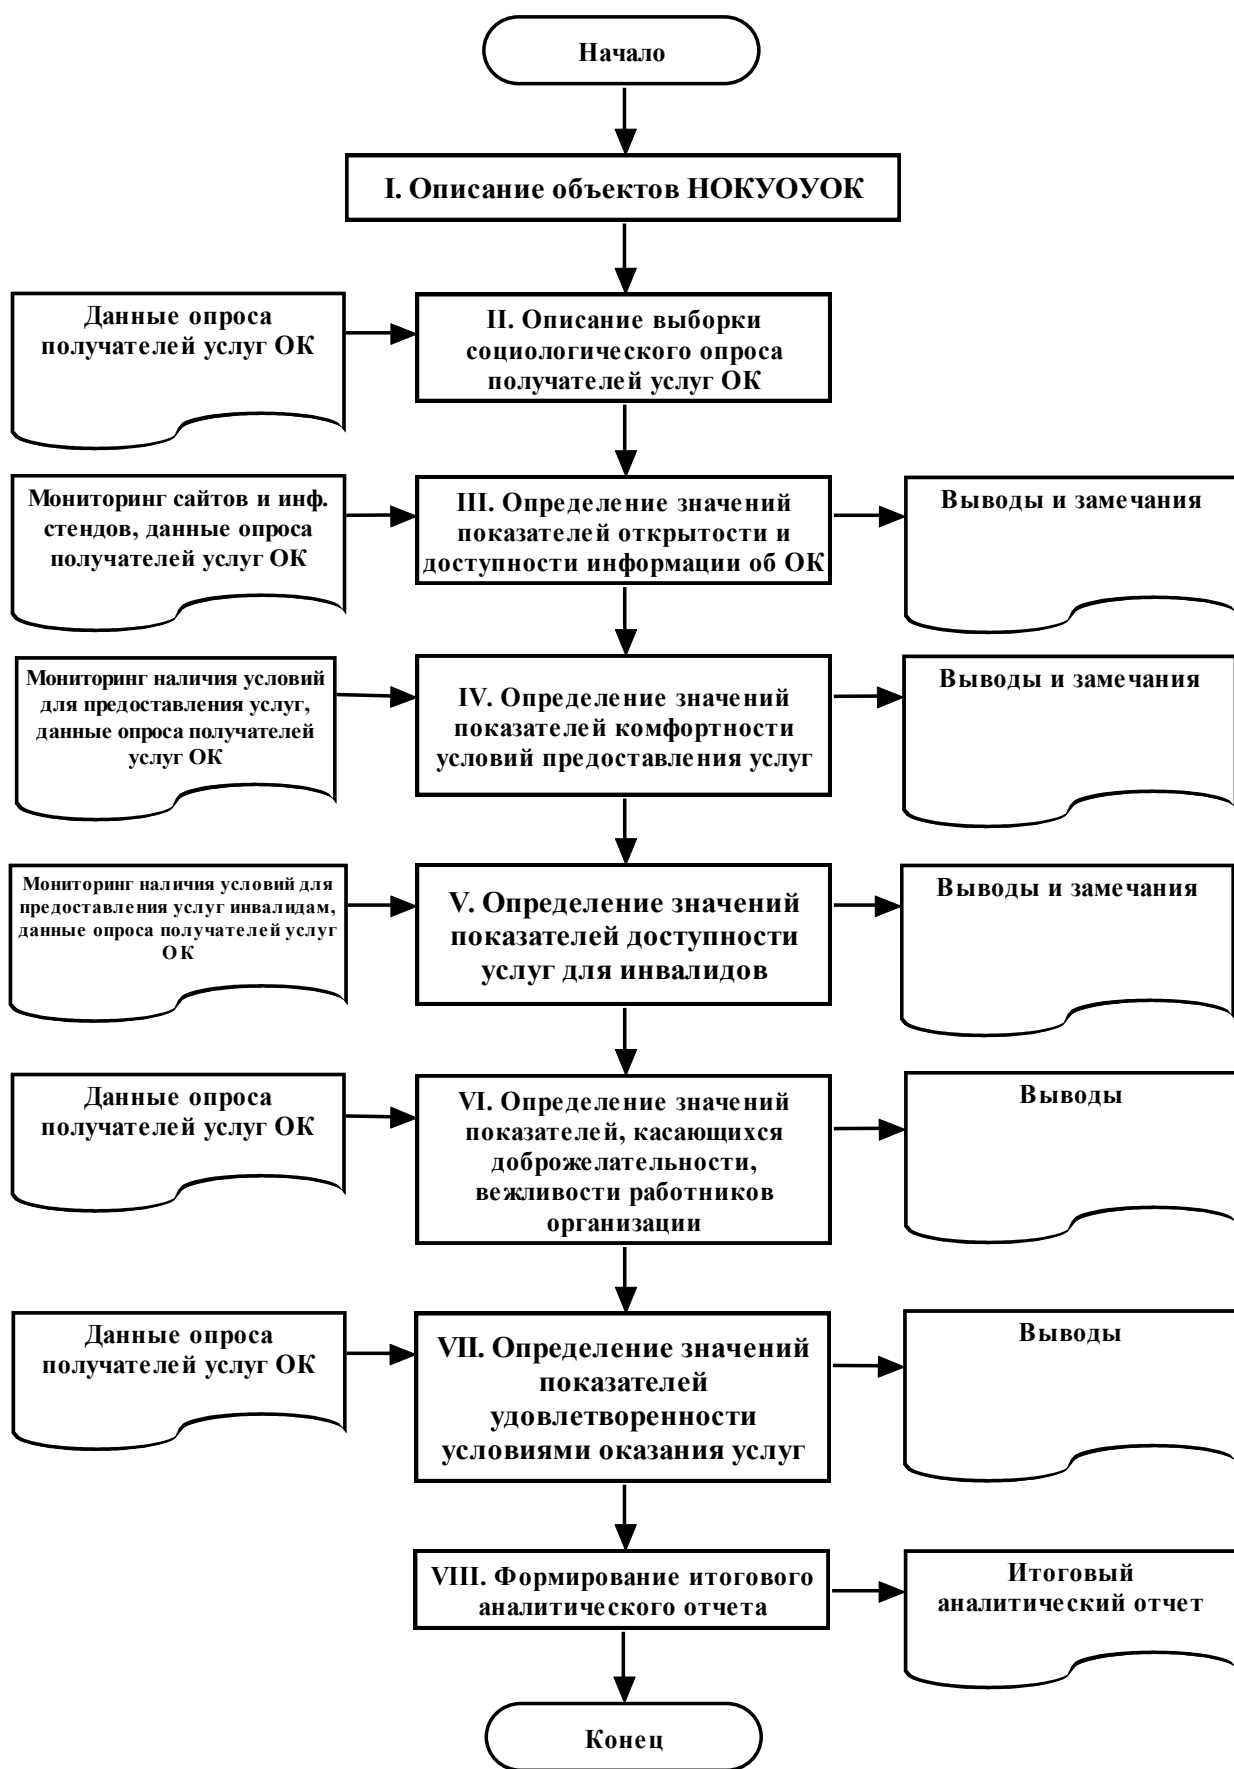 Начало
I. Описание объектов НОКУОУОК
Данные опроса
получателей услуг ОК
II. Описание выборки
социологического опроса
получателей услуг ОК
Мониторинг сайтов и инф.
стендов, данные опроса
получателей услуг ОК
III. Определение значений
показателей открытости и
доступности информации об ОК
Выводы и замечания
Мониторинг наличия условий
для предоставления услуг,
данные опроса получателей
услуг ОК
IV. Определение значений
показателей комфортности
условий предоставления услуг
Выводы и замечания
Мониторинг наличия условий для
предоставления услуг инвалидам,
данные опроса получателей услуг
ОК
V. Определение значений
показателей доступности
услуг для инвалидов
Выводы и замечания
Данные опроса
получателей услуг ОК
VI. Определение значений
показателей, касающихся
доброжелательности,
вежливости работников
организации
Выводы
Данные опроса
получателей услуг ОК
VII. Определение значений
показателей
удовлетворенности
условиями оказания услуг
Выводы
VIII. Формирование итогового
аналитического отчета
Итоговый
аналитический отчет
Конец